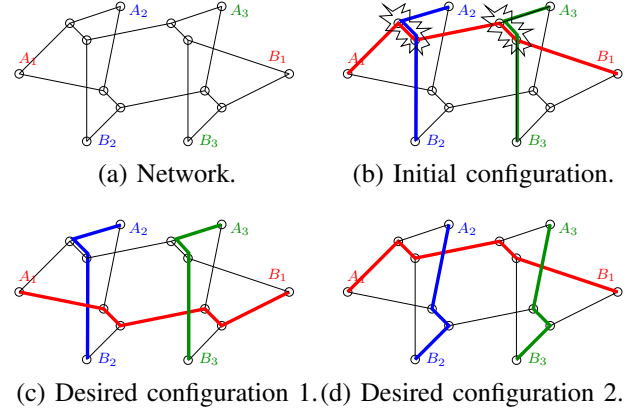 A₂ A₃ A₂ A₃
A₁ B₁ A₁ B₁
B₂ B₃ B₂ B₃
(a) Network. (b) Initial configuration.
A₂ A₃ A₂ A₃
A₁ B₁ A₁ B₁
B₂ B₃ B₂ B₃
(c) Desired configuration 1.(d) Desired configuration 2.